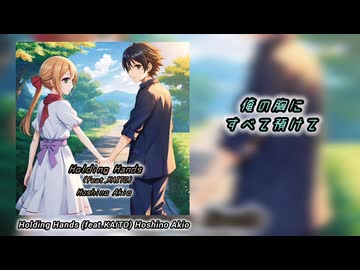 Holding Hands
(feat.KAITO)
Hoshino Akio
Holding Hands (feat.KAITO) Hoshino Akio
俺の胸に
すべて預けて